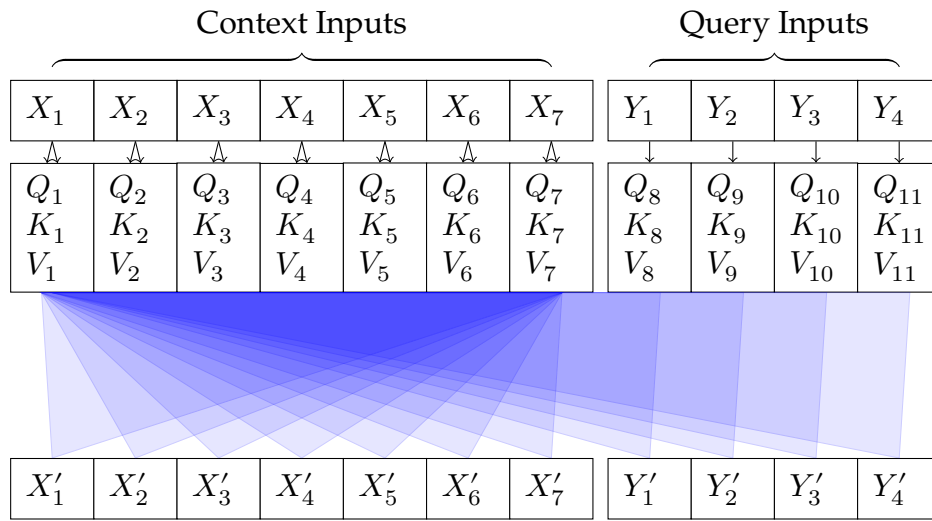 Context Inputs Query Inputs
X₁ X₂ X₃ X₄ X₅ X₆ X₇ Y₁ Y₂ Y₃ Y₄
Q₁ Q₂ Q₃ Q₄ Q₅ Q₆ Q₇ Q₈ Q₉ Q₁₀ Q₁₁
K₁ K₂ K₃ K₄ K₅ K₆ K₇ K₈ K₉ K₁₀ K₁₁
V₁ V₂ V₃ V₄ V₅ V₆ V₇ V₈ V₉ V₁₀ V₁₁
X′₁ X′₂ X′₃ X′₄ X′₅ X′₆ X′₇ Y′₁ Y′₂ Y′₃ Y′₄